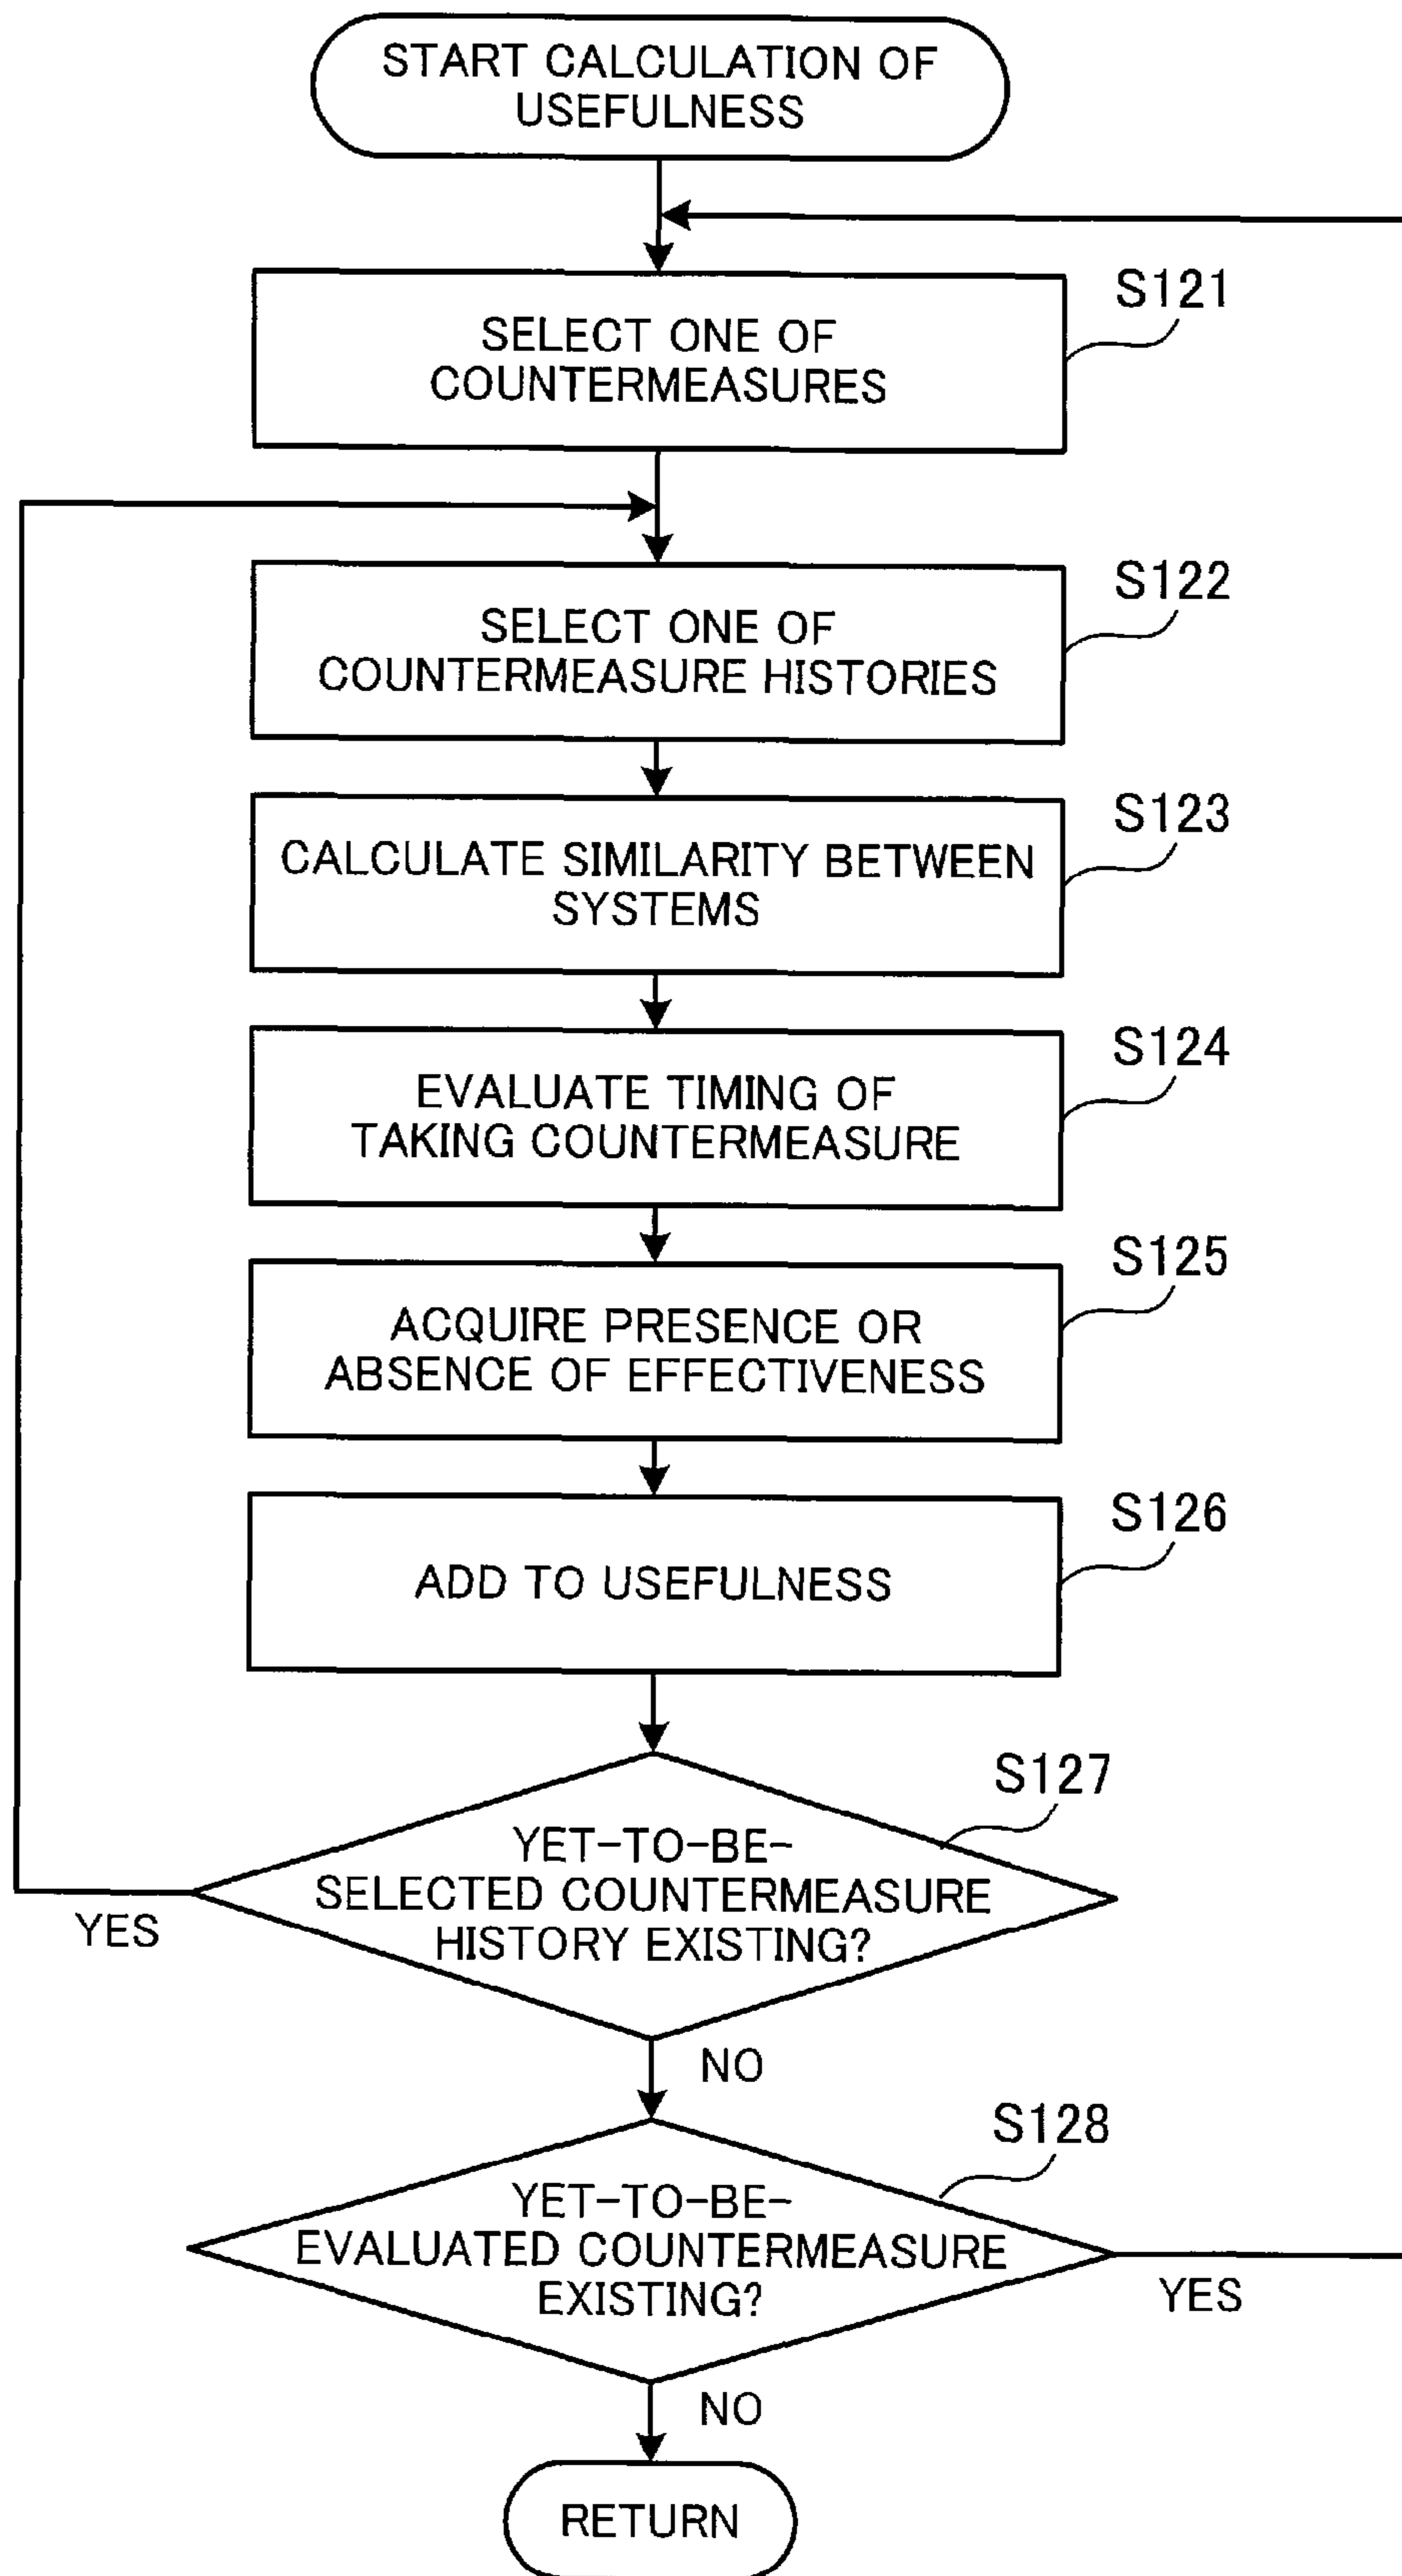 START CALCULATION OF
USEFULNESS
S121
SELECT ONE OF
COUNTERMEASURES
S122
SELECT ONE OF
COUNTERMEASURE HISTORIES
S123
CALCULATE SIMILARITY BETWEEN
SYSTEMS
S124
EVALUATE TIMING OF
TAKING COUNTERMEASURE
S125
ACQUIRE PRESENCE OR
ABSENCE OF EFFECTIVENESS
S126
ADD TO USEFULNESS
S127
YET-TO-BE-
SELECTED COUNTERMEASURE
HISTORY EXISTING?
YES
NO
S128
YET-TO-BE-
EVALUATED COUNTERMEASURE
EXISTING?
YES
NO
RETURN